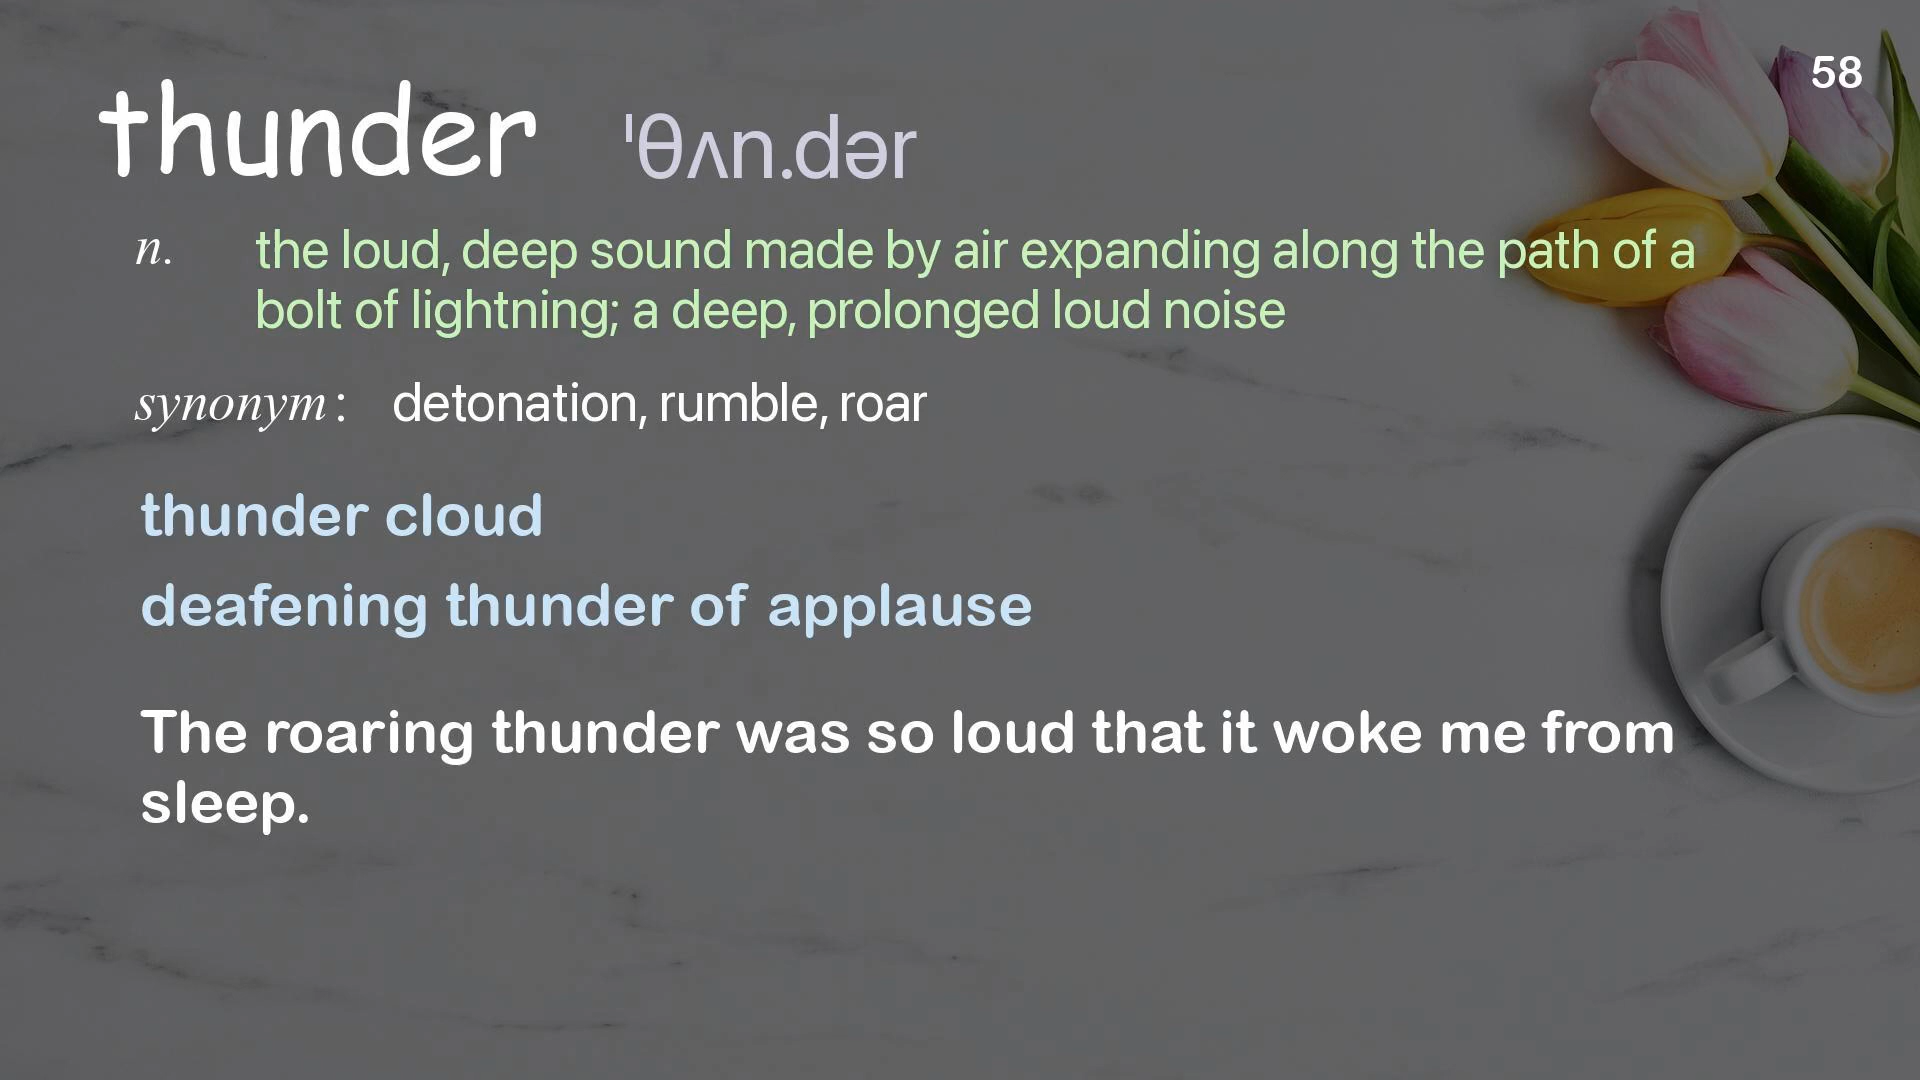 58
thunder ˈθʌn.dər
n. the loud, deep sound made by air expanding along the path of a
bolt of lightning; a deep, prolonged loud noise
synonym: detonation, rumble, roar
thunder cloud
deafening thunder of applause
The roaring thunder was so loud that it woke me from
sleep.